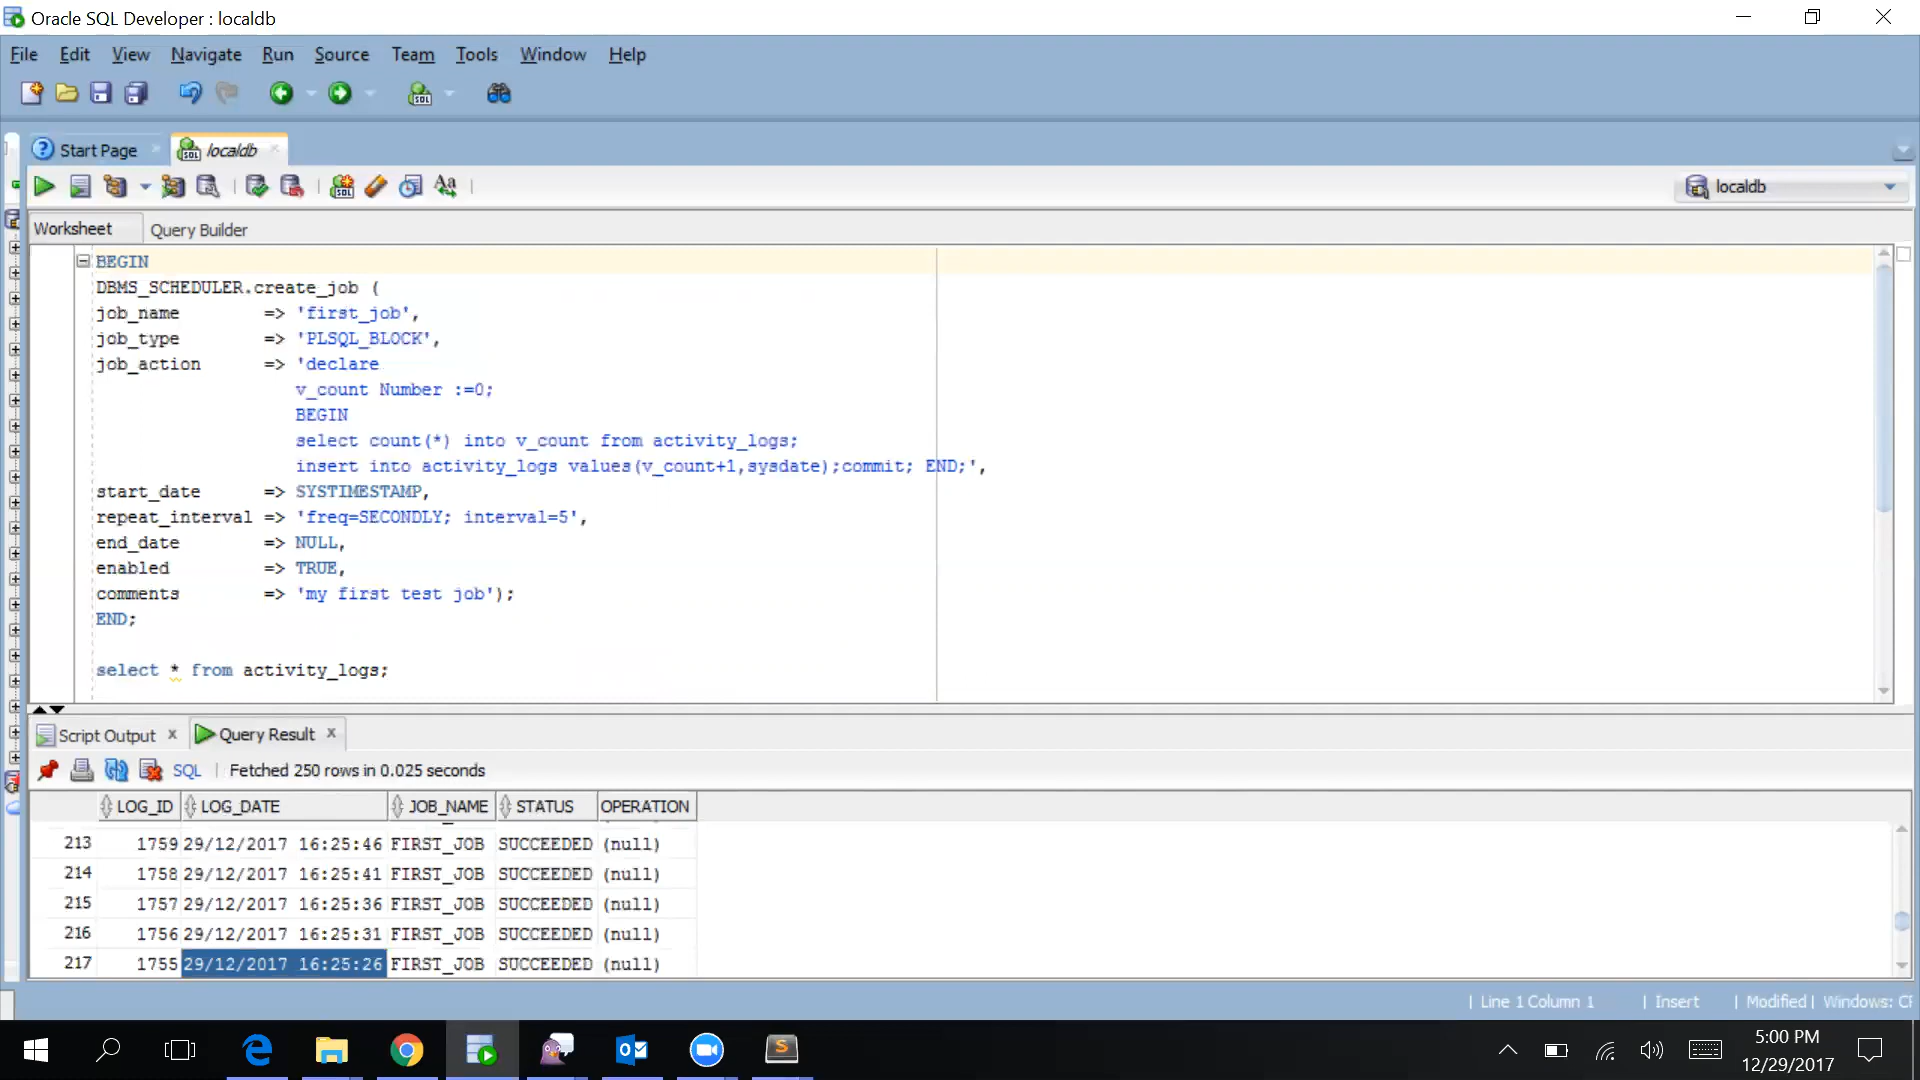 Oracle SQL Developer : localdb
File Edit View Navigate Run Source Team Tools Window Help
Start Page localdb
localdb
Worksheet Query Builder
BEGIN
DBMS_SCHEDULER.create_job (
job_name => 'first_job',
job_type => 'PLSQL_BLOCK',
job_action => 'declare
v_count Number :=0;
BEGIN
select count(*) into v_count from activity_logs;
insert into activity_logs values(v_count+1,sysdate);commit; END;',
start_date => SYSTIMESTAMP,
repeat_interval => 'freq=SECONDLY; interval=5',
end_date => NULL,
enabled => TRUE,
comments => 'my first test job');
END;
select * from activity_logs;
Script Output x Query Result x
SQL | Fetched 250 rows in 0.025 seconds
LOG_ID LOG_DATE JOB_NAME STATUS OPERATION
213 1759 29/12/2017 16:25:46 FIRST_JOB SUCCEEDED (null)
214 1758 29/12/2017 16:25:41 FIRST_JOB SUCCEEDED (null)
215 1757 29/12/2017 16:25:36 FIRST_JOB SUCCEEDED (null)
216 1756 29/12/2017 16:25:31 FIRST_JOB SUCCEEDED (null)
217 1755 29/12/2017 16:25:26 FIRST_JOB SUCCEEDED (null)
| Line 1 Column 1 | Insert | Modified | Windows: CF
5:00 PM
12/29/2017